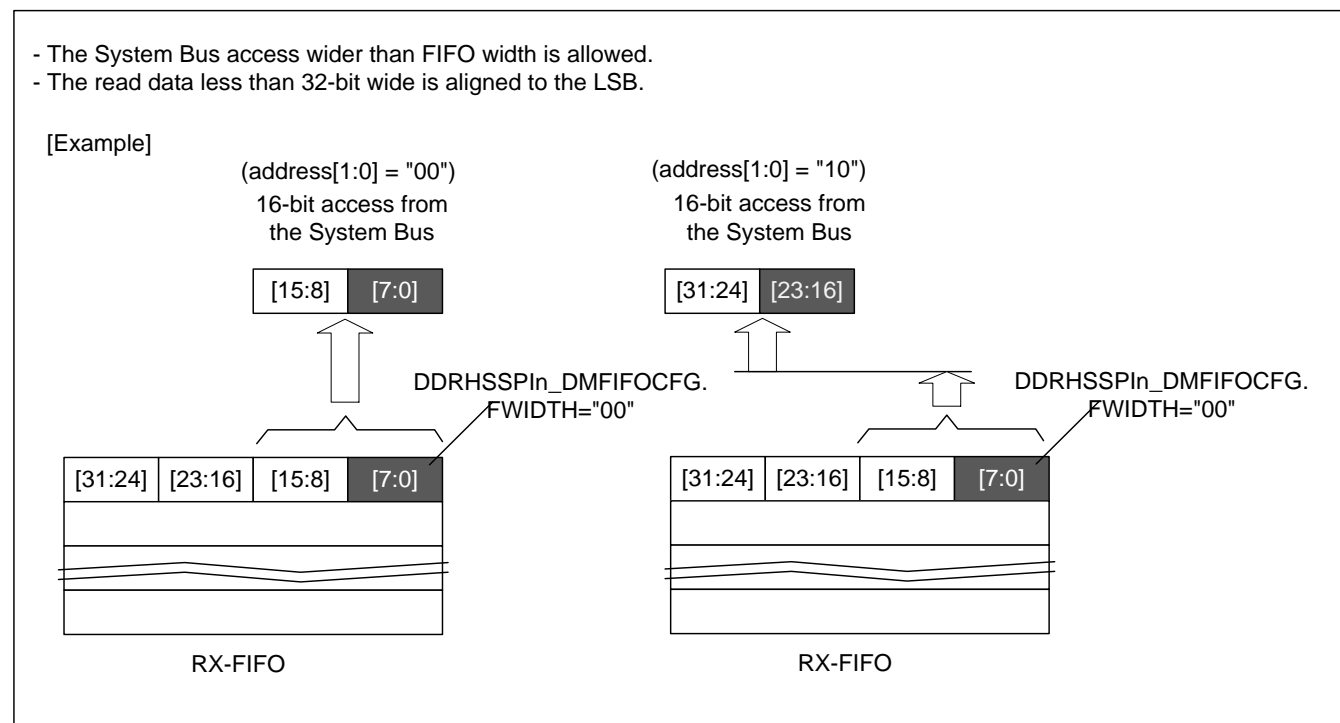 - The System Bus access wider than FIFO width is allowed.
- The read data less than 32-bit wide is aligned to the LSB.
[Example]
(address[1:0] = "00")
16-bit access from
the System Bus
[15:8] [7:0]
DDRHSSPIn_DMFIFOCFG.
FWIDTH="00"
[31:24] [23:16] [15:8] [7:0]
RX-FIFO
(address[1:0] = "10")
16-bit access from
the System Bus
[31:24] [23:16]
DDRHSSPIn_DMFIFOCFG.
FWIDTH="00"
[31:24] [23:16] [15:8] [7:0]
RX-FIFO